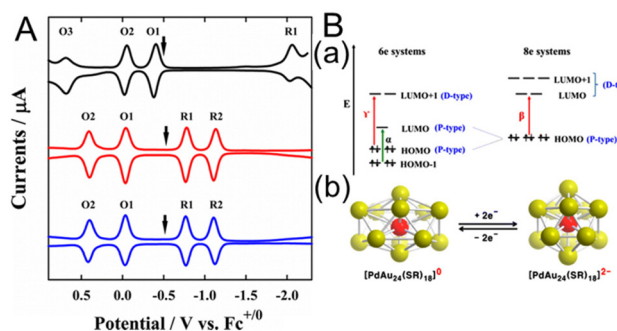 A
O3
O2
O1
R1
O2
O1
R1
R2
O2
O1
R1
R2
Currents / μA
0.5
0.0
-0.5
-1.0
-1.5
-2.0
Potential / V vs. Fc+/0
B
(a)
6e systems
8e systems
E
LUMO+1 (D-type)
LUMO+1
(D-t
LUMO
γ
LUMO (P-type)
β
α
HOMO (P-type)
HOMO (P-type)
HOMO-1
(b)
+ 2e⁻
− 2e⁻
[PdAu24(SR)18]0
[PdAu24(SR)18]2−